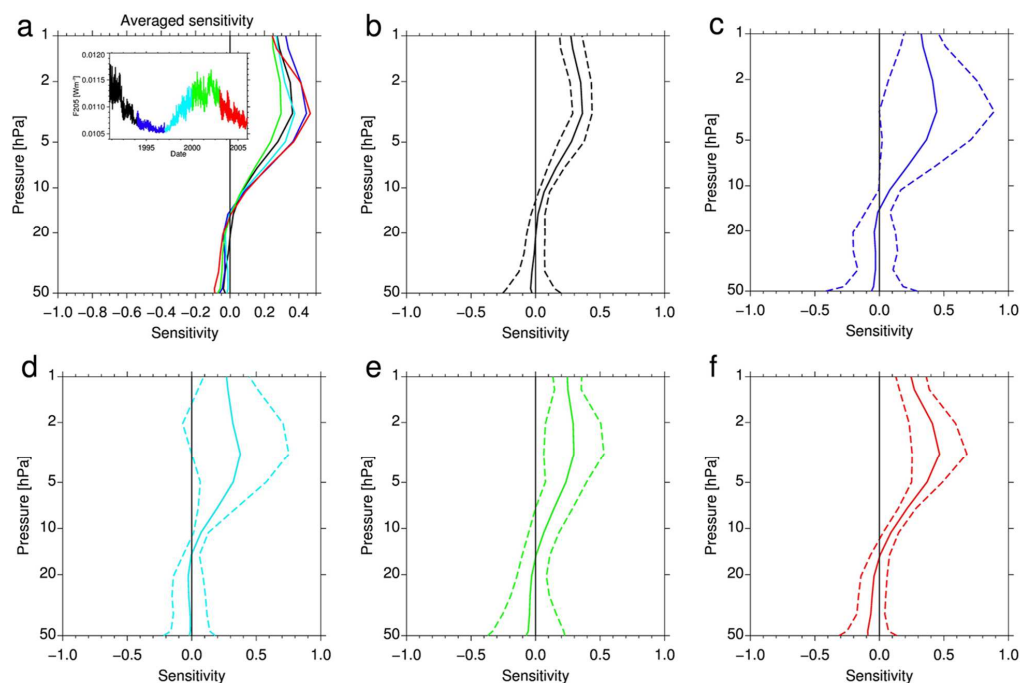 a
Averaged sensitivity
1
2
5
10
20
50
Pressure [hPa]
−1.0 −0.8 −0.6 −0.4 −0.2 0.0 0.2 0.4
Sensitivity
0.0120
0.0115
0.0110
0.0105
F205 [Wm⁻²]
1995 2000 2005
Date
b
1
2
5
10
20
50
Pressure [hPa]
−1.0 −0.5 0.0 0.5 1.0
Sensitivity
c
1
2
5
10
20
50
Pressure [hPa]
−1.0 −0.5 0.0 0.5 1.0
Sensitivity
d
1
2
5
10
20
50
Pressure [hPa]
−1.0 −0.5 0.0 0.5 1.0
Sensitivity
e
1
2
5
10
20
50
Pressure [hPa]
−1.0 −0.5 0.0 0.5 1.0
Sensitivity
f
1
2
5
10
20
50
Pressure [hPa]
−1.0 −0.5 0.0 0.5 1.0
Sensitivity